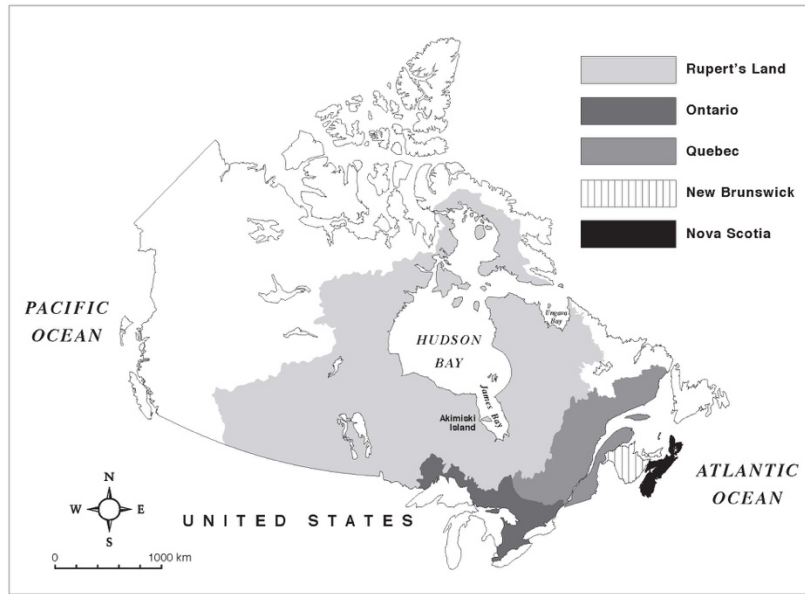 Rupert's Land
Ontario
Quebec
New Brunswick
Nova Scotia
PACIFIC
OCEAN
Ungava
Bay
HUDSON
BAY
James Bay
Akimiski
Island
ATLANTIC
OCEAN
N
W E
S
UNITED STATES
0 1000 km